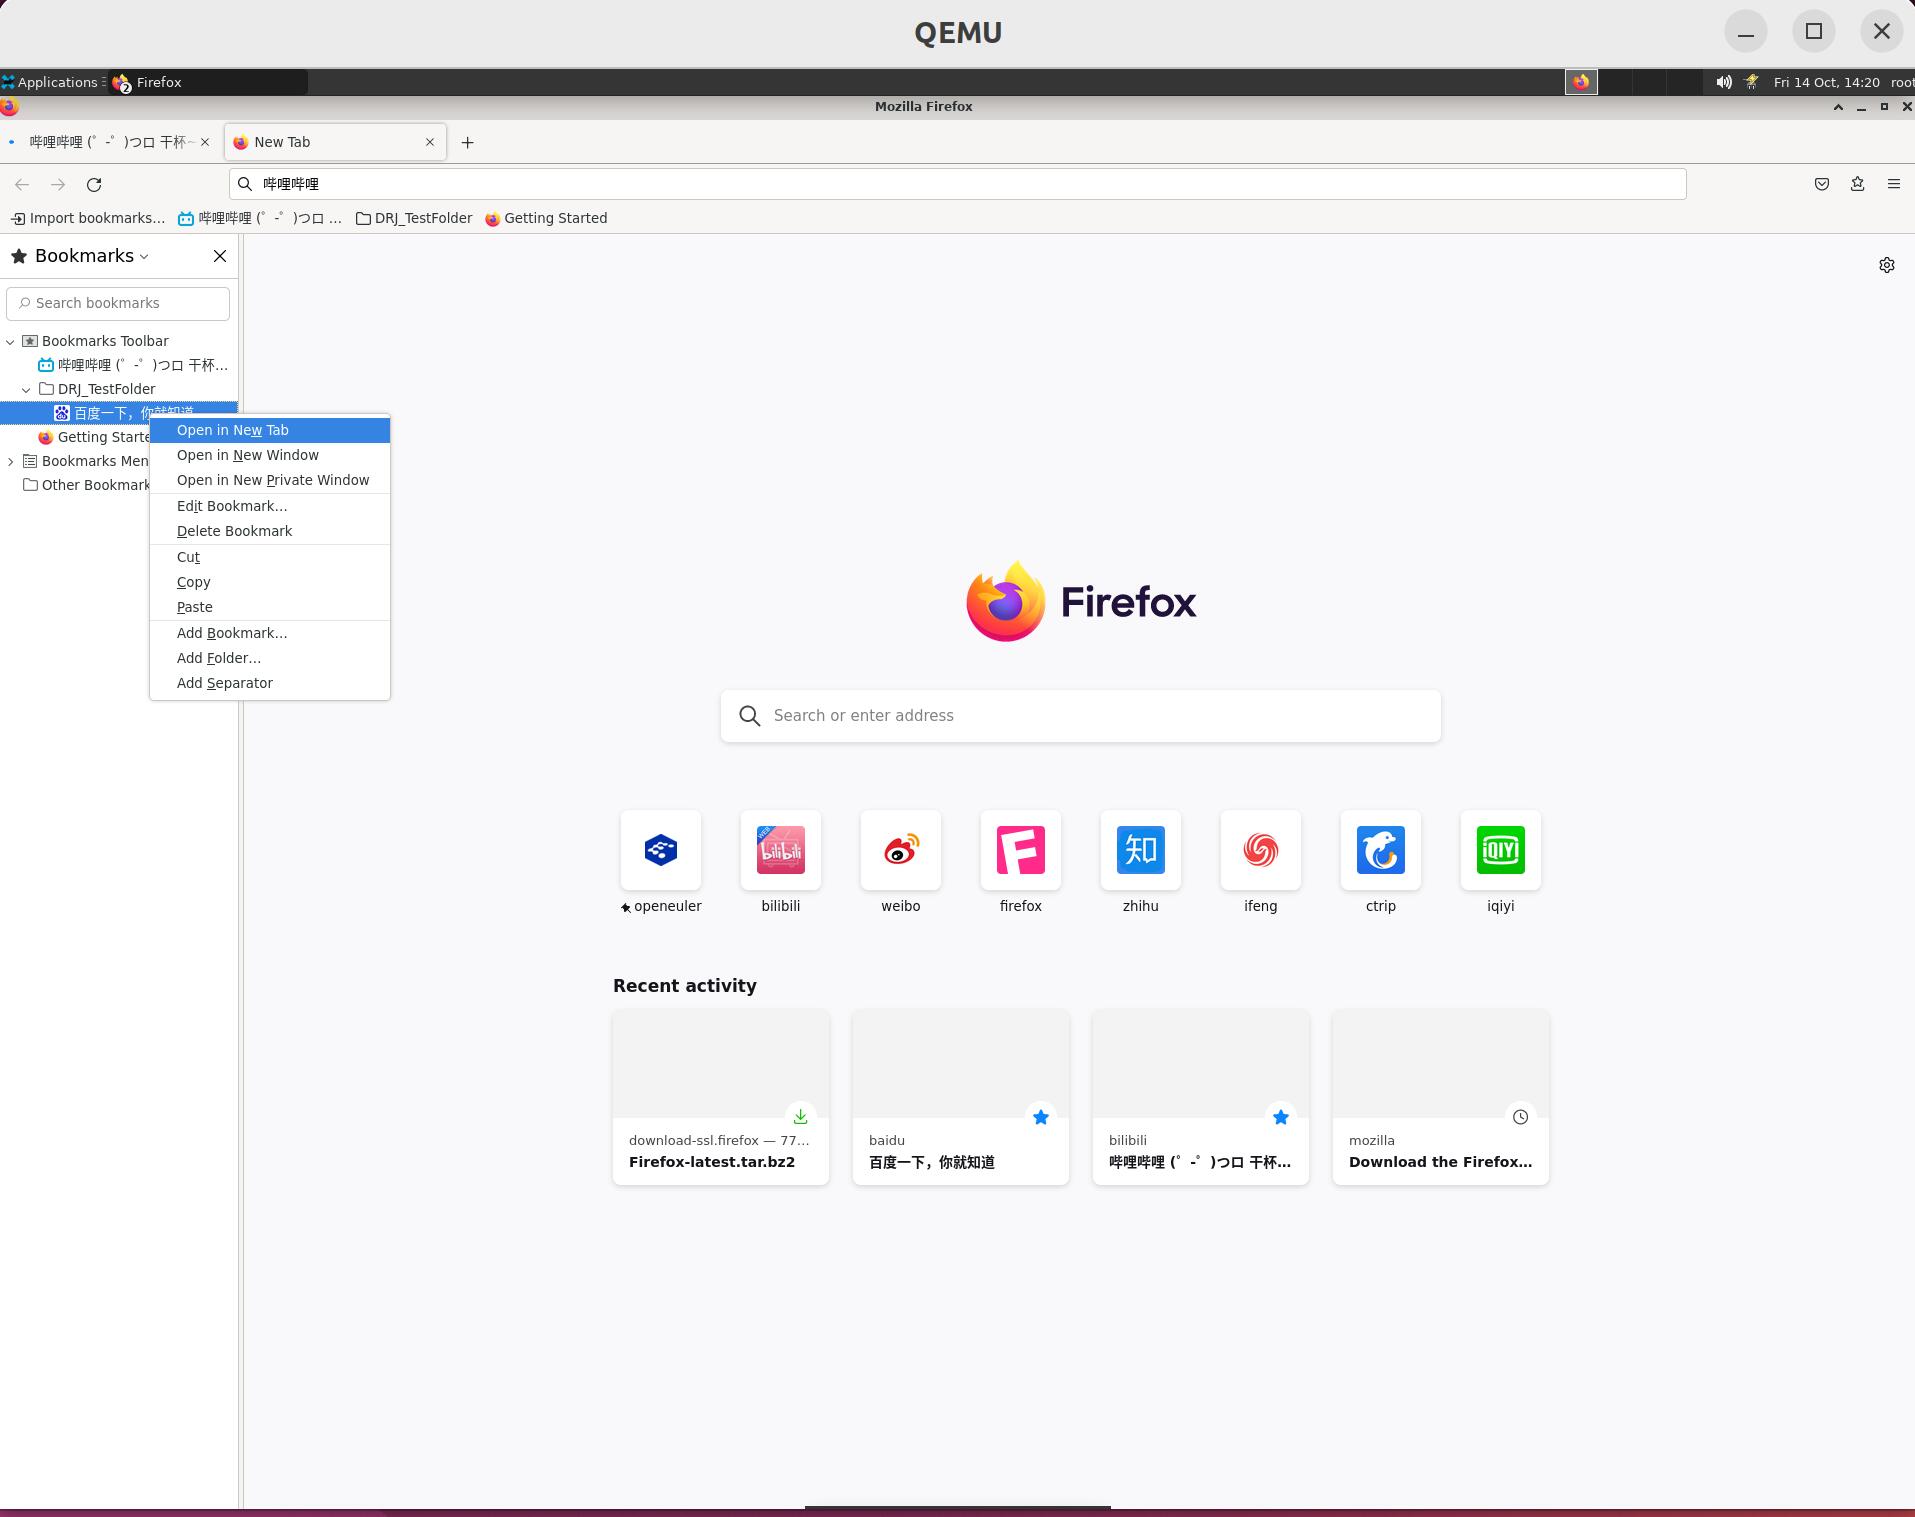 QEMU
Applications
2
Firefox
Fri 14 Oct, 14:20
root
Mozilla Firefox
哔哩哔哩 (゜-゜)つロ 干杯~
New Tab
哔哩哔哩
Import bookmarks...
哔哩哔哩 (゜-゜)つロ ...
DRJ_TestFolder
Getting Started
Bookmarks
Search bookmarks
Bookmarks Toolbar
哔哩哔哩 (゜-゜)つロ 干杯...
DRJ_TestFolder
百度一下，你就知道
Getting Starte
Bookmarks Men
Other Bookmark
Open in New Tab
Open in New Window
Open in New Private Window
Edit Bookmark...
Delete Bookmark
Cut
Copy
Paste
Add Bookmark...
Add Folder...
Add Separator
Firefox
Search or enter address
WEB
bilibili
知
iQIYI
openeuler
bilibili
weibo
firefox
zhihu
ifeng
ctrip
iqiyi
Recent activity
download-ssl.firefox — 77...
Firefox-latest.tar.bz2
baidu
百度一下，你就知道
bilibili
哔哩哔哩 (゜-゜)つロ 干杯...
mozilla
Download the Firefox...